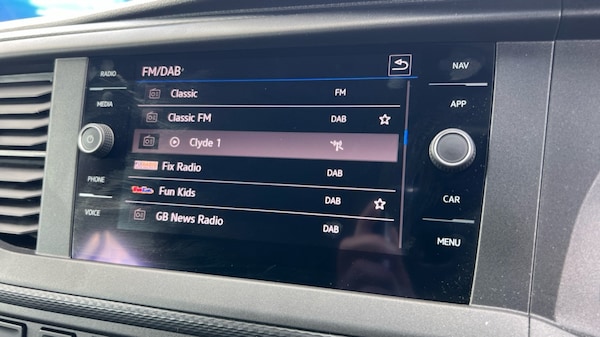 RADIO
MEDIA
PHONE
VOICE
FM/DAB
Classic FM
Classic FM DAB
Clyde 1
Fix Radio DAB
Fun Kids DAB
GB News Radio DAB
NAV
APP
CAR
MENU